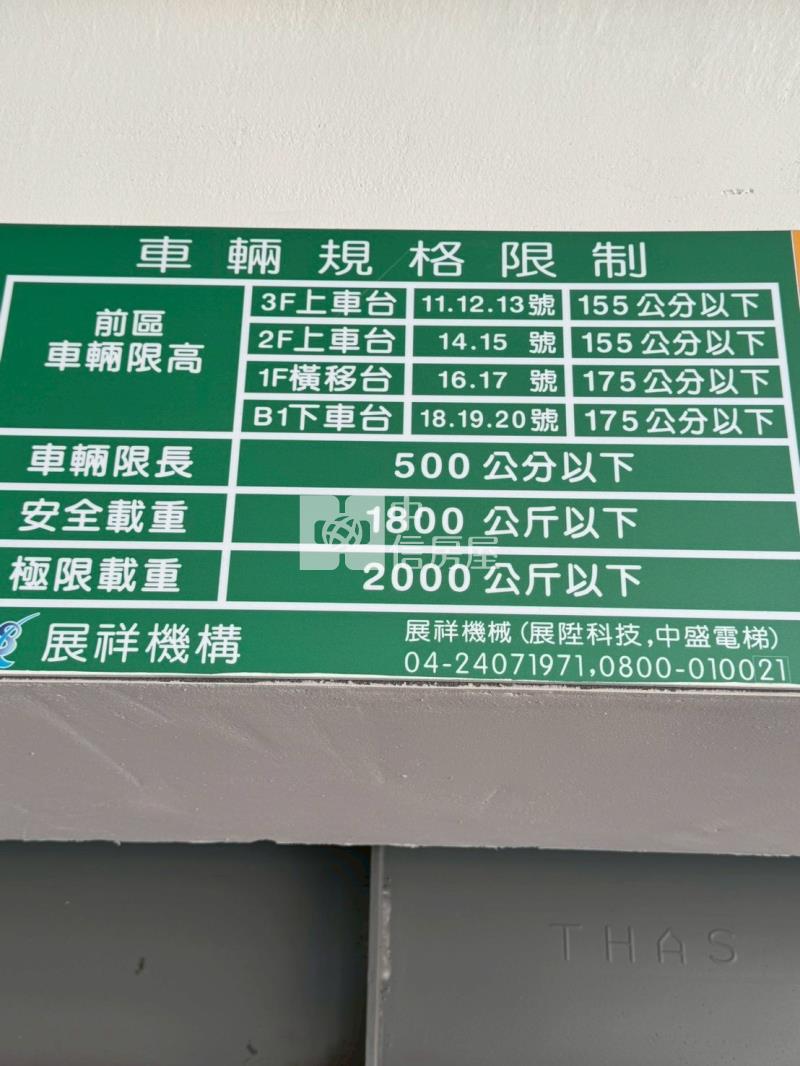 車輛規格限制
前區
車輛限高
3F上車台 11.12.13號 155公分以下
2F上車台 14.15 號 155公分以下
1F橫移台 16.17 號 175公分以下
B1下車台 18.19.20號 175公分以下
車輛限長 500公分以下
安全載重 1800公斤以下
極限載重 2000公斤以下
中信房屋
展祥機構
展祥機械(展陞科技,中盛電梯)
04-24071971,0800-010021
THAS